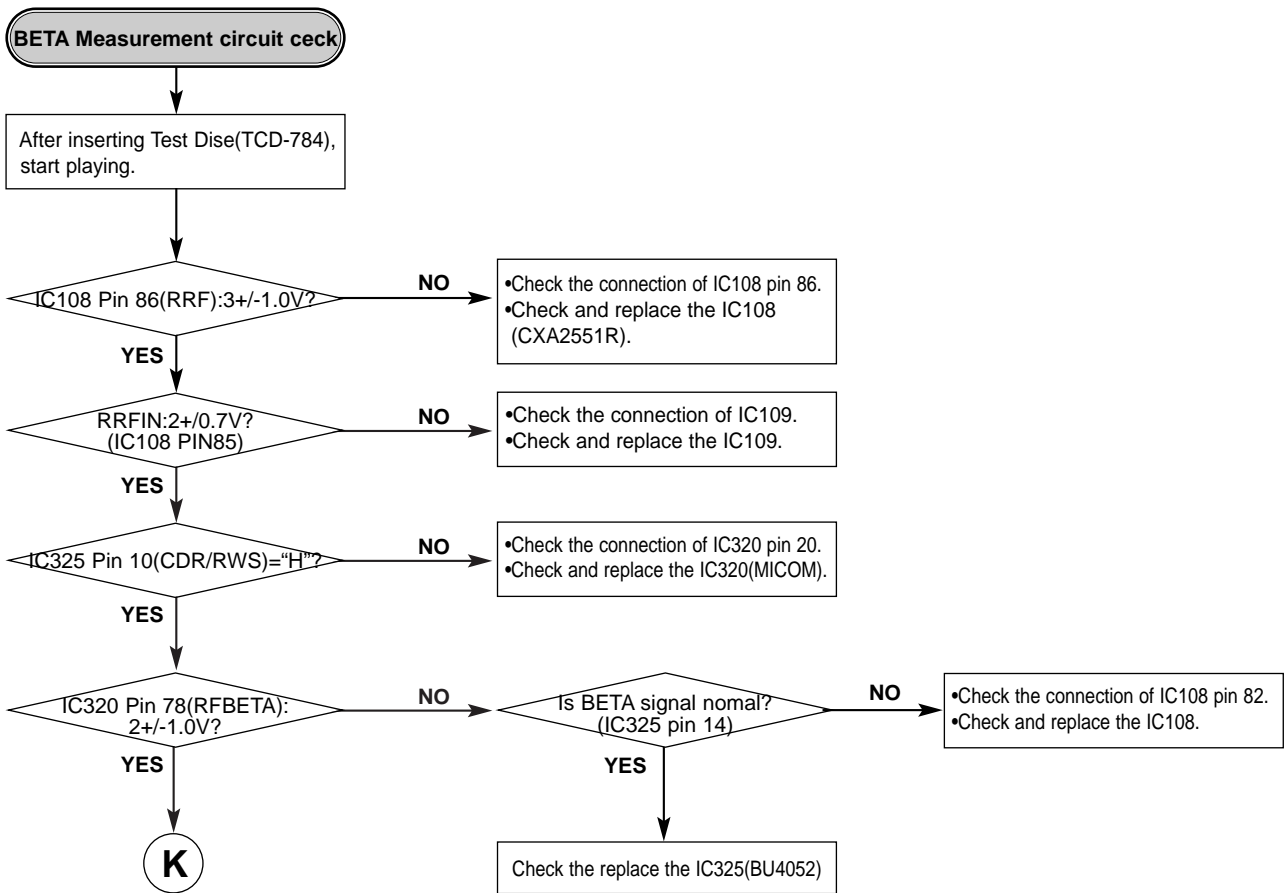 BETA Measurement circuit ceck
After inserting Test Dise(TCD-784),
start playing.
IC108 Pin 86(RRF):3+/-1.0V?
NO
•Check the connection of IC108 pin 86.
•Check and replace the IC108
(CXA2551R).
YES
RRFIN:2+/0.7V?
(IC108 PIN85)
NO
•Check the connection of IC109.
•Check and replace the IC109.
YES
IC325 Pin 10(CDR/RWS)=“H”?
NO
•Check the connection of IC320 pin 20.
•Check and replace the IC320(MICOM).
YES
IC320 Pin 78(RFBETA):
2+/-1.0V?
NO
Is BETA signal nomal?
(IC325 pin 14)
NO
•Check the connection of IC108 pin 82.
•Check and replace the IC108.
YES
YES
K
Check the replace the IC325(BU4052)